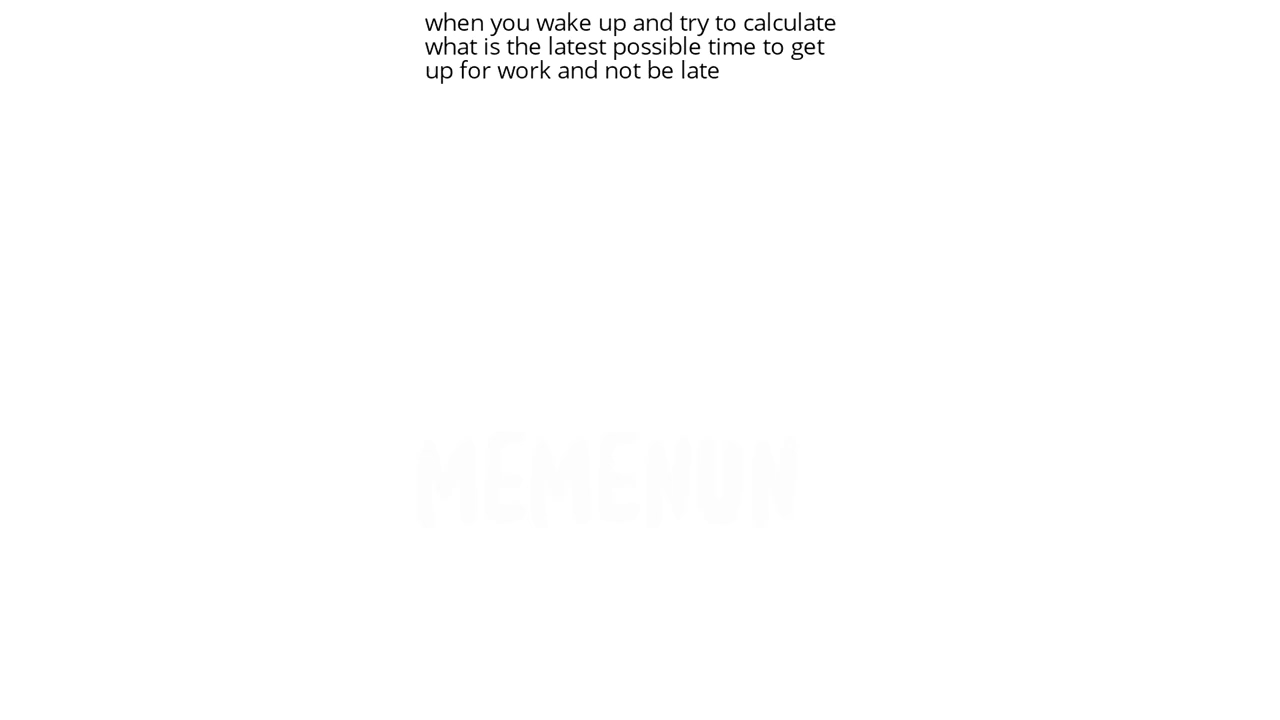 when you wake up and try to calculate
what is the latest possible time to get
up for work and not be late
MEMENUN